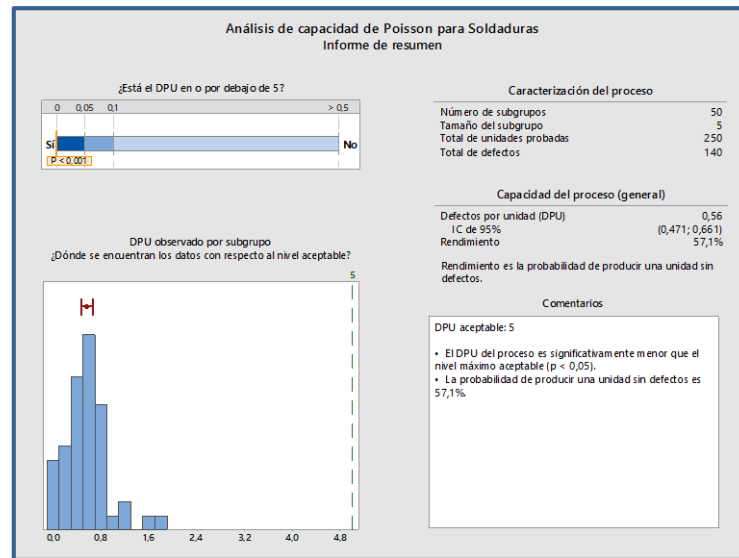 Análisis de capacidad de Poisson para Soldaduras
Informe de resumen
¿Está el DPU en o por debajo de 5?
0 0,05 0,1 > 0,5
Sí No
P < 0,001
DPU observado por subgrupo
¿Dónde se encuentran los datos con respecto al nivel aceptable?
5
0,0 0,8 1,6 2,4 3,2 4,0 4,8
Caracterización del proceso
Número de subgrupos 50
Tamaño del subgrupo 5
Total de unidades probadas 250
Total de defectos 140
Capacidad del proceso (general)
Defectos por unidad (DPU) 0,56
IC de 95% (0,471; 0,661)
Rendimiento 57,1%
Rendimiento es la probabilidad de producir una unidad sin
defectos.
Comentarios
DPU aceptable: 5
• El DPU del proceso es significativamente menor que el
nivel máximo aceptable (p < 0,05).
• La probabilidad de producir una unidad sin defectos es
57,1%.